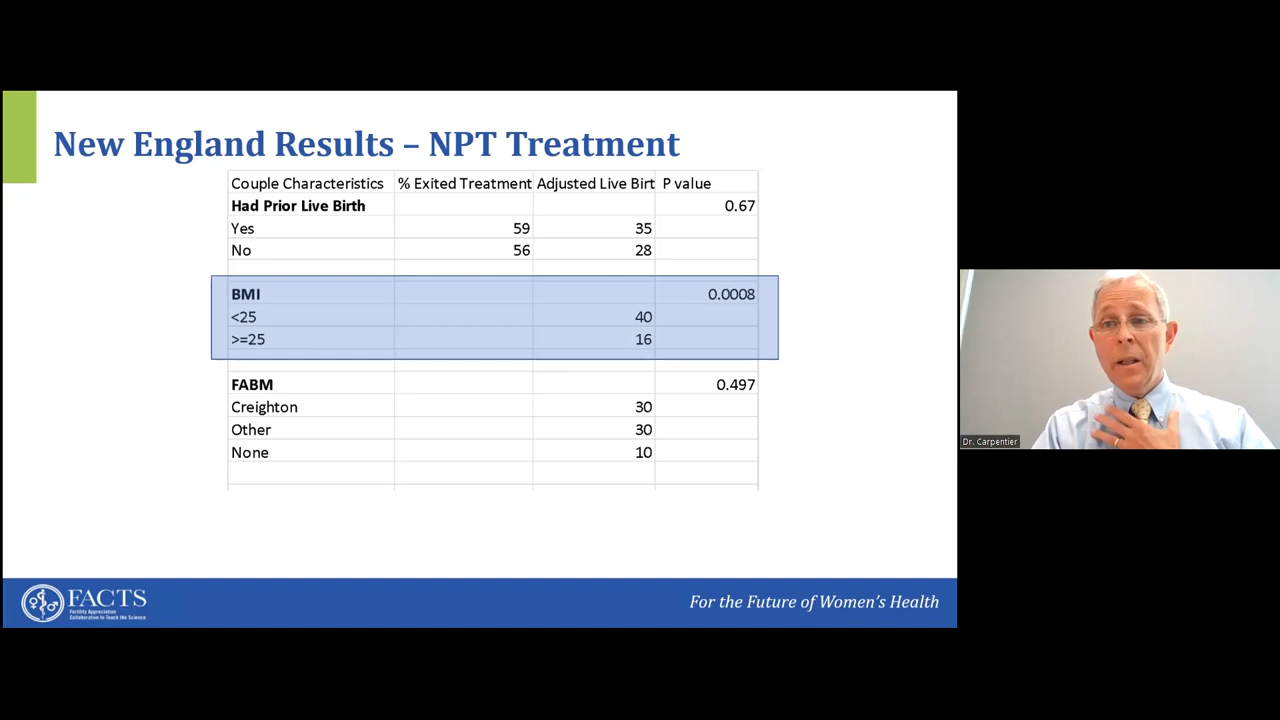 New England Results – NPT Treatment
Couple Characteristics % Exited Treatment Adjusted Live Birt P value
Had Prior Live Birth 0.67
Yes 59 35
No 56 28
BMI 0.0008
<25 40
>=25 16
FABM 0.497
Creighton 30
Other 30
None 10
Dr. Carpentier
FACTS
Fertility Appreciation
Collaborative to Teach the Science
For the Future of Women's Health